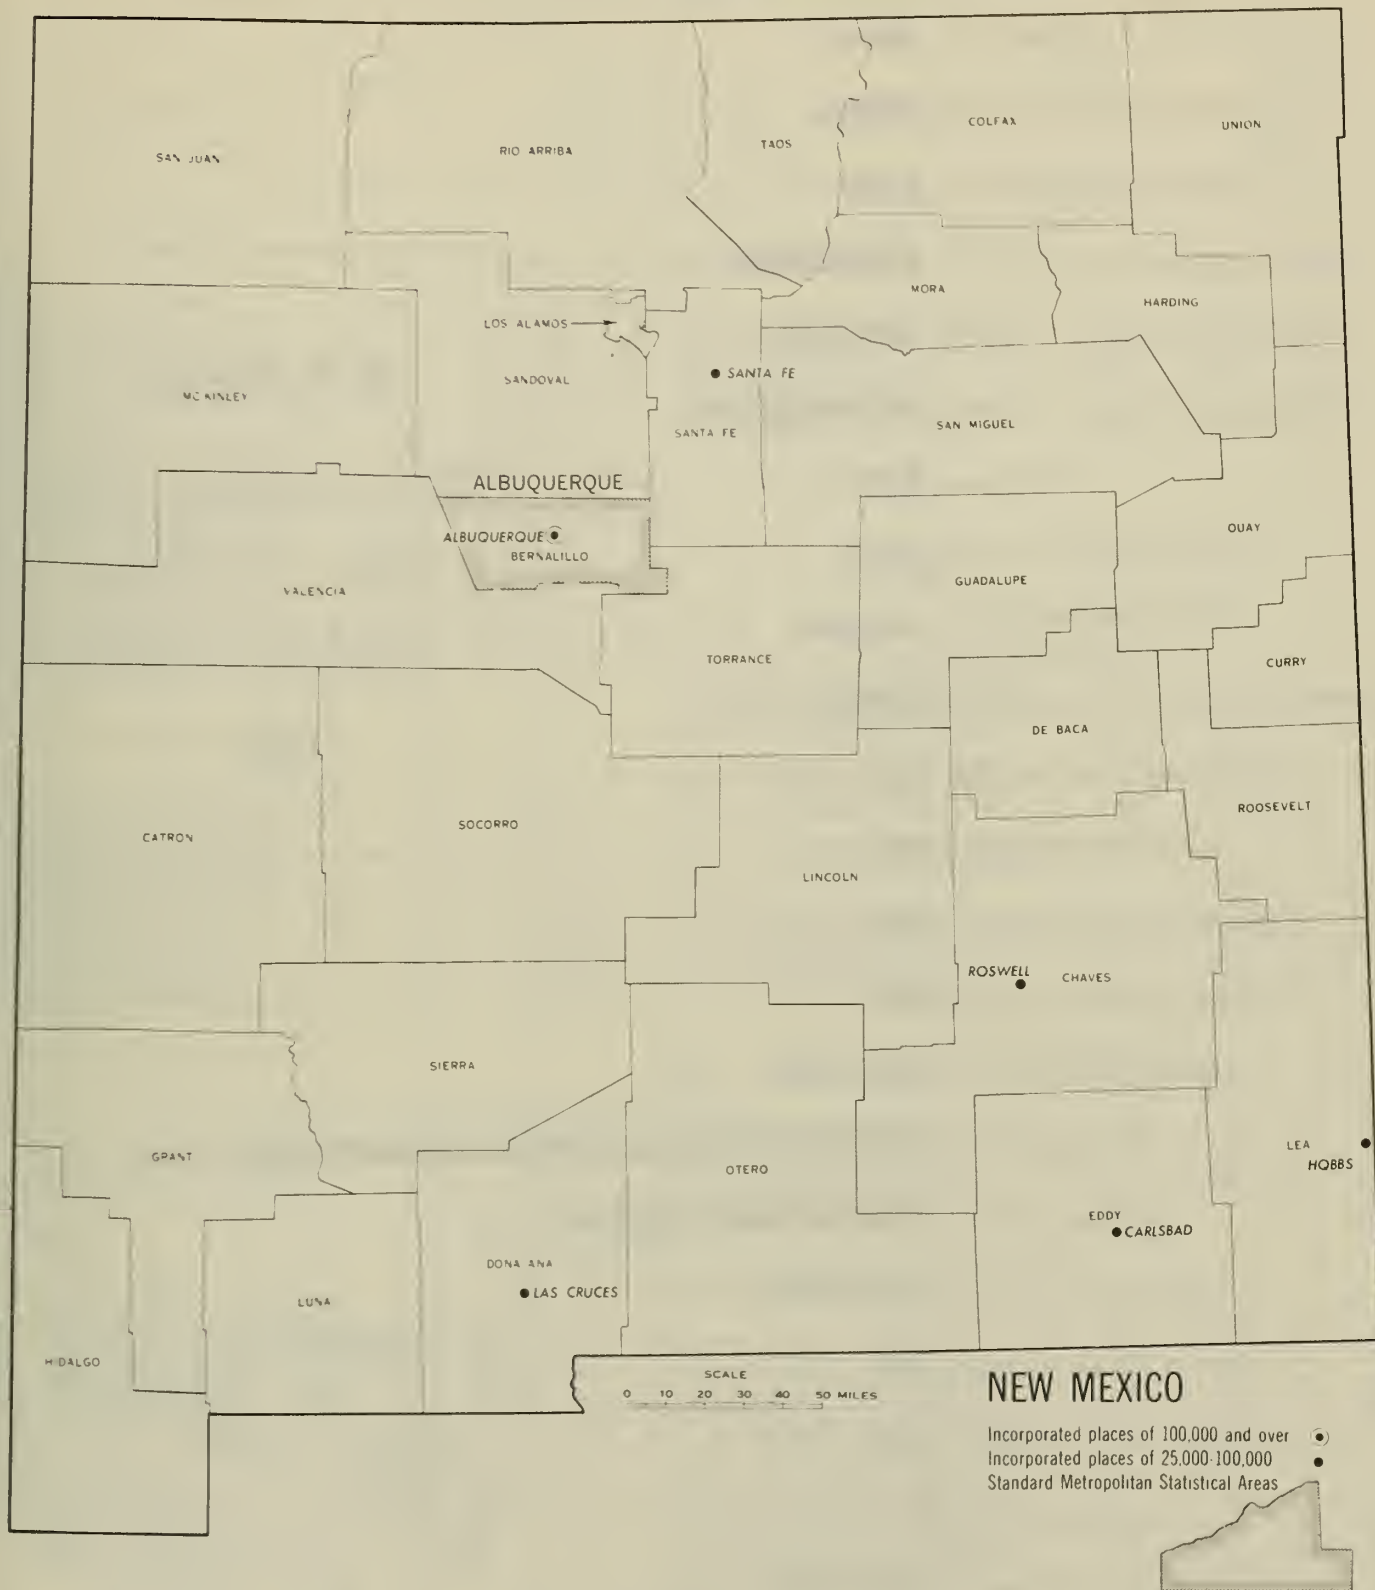 COLFAX
UNION
TAOS
RIO ARRIBA
SAN JUAN
MORA
HARDING
LOS ALAMOS
SANTA FE
SANDOVAL
MC KINLEY
SANTA FE
SAN MIGUEL
ALBUQUERQUE
QUAY
ALBUQUERQUE
BERNALILLO
GUADALUPE
VALENCIA
TORRANCE
CURRY
DE BACA
ROOSEVELT
SOCORRO
CATRON
LINCOLN
ROSWELL
CHAVES
SIERRA
LEA
HOBBS
GRANT
OTERO
EDDY
CARLSBAD
DONA ANA
LAS CRUCES
LUNA
HIDALGO
SCALE
0 10 20 30 40 50 MILES
NEW MEXICO
Incorporated places of 100,000 and over
Incorporated places of 25,000-100,000
Standard Metropolitan Statistical Areas